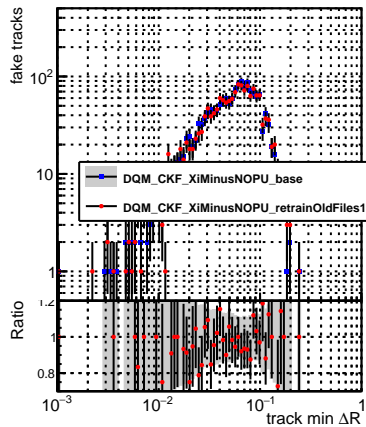 fake tracks
10²
10
1
DQM_CKF_XiMinusNOPU_base
DQM_CKF_XiMinusNOPU_retrainOldFiles1
Ratio
1.2
1
0.8
10⁻³ 10⁻² 10⁻¹ 1
track min ΔR